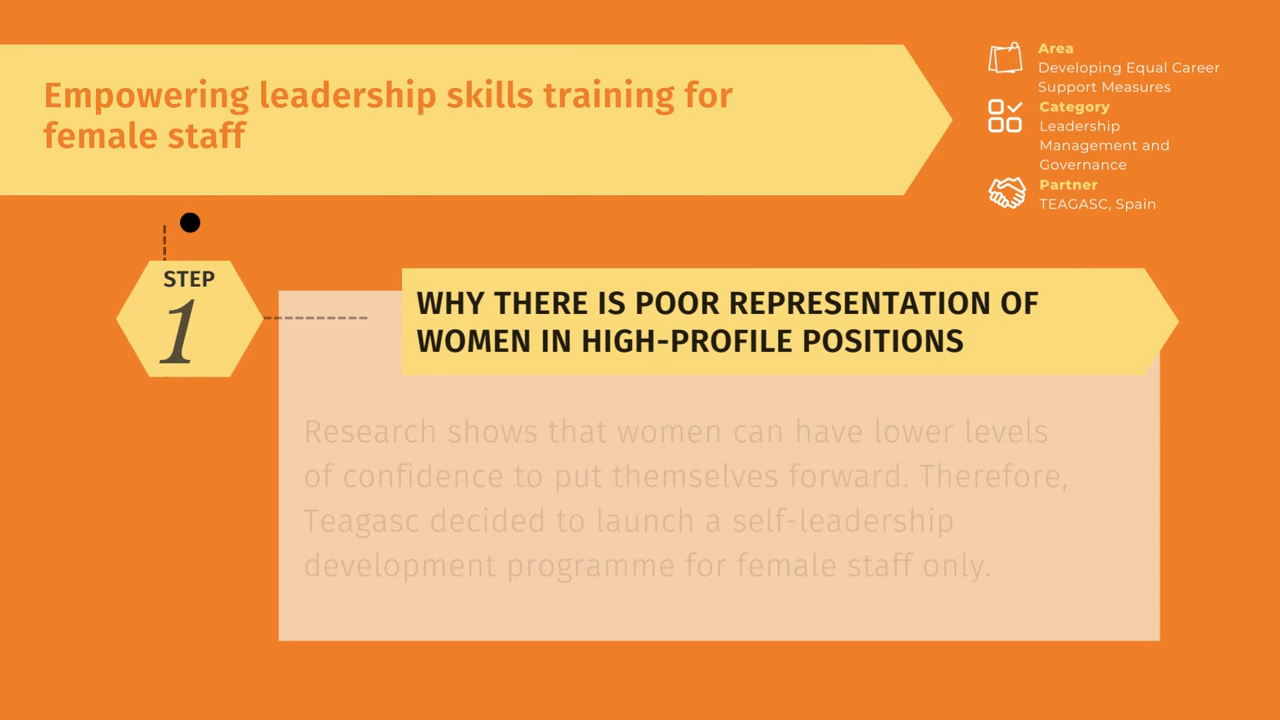 Empowering leadership skills training for
female staff
Area
Developing Equal Career
Support Measures
Category
Leadership
Management and
Governance
Partner
TEAGASC, Spain
STEP
1
WHY THERE IS POOR REPRESENTATION OF
WOMEN IN HIGH-PROFILE POSITIONS
Research shows that women can have lower levels
of confidence to put themselves forward. Therefore,
Teagasc decided to launch a self-leadership
development programme for female staff only.